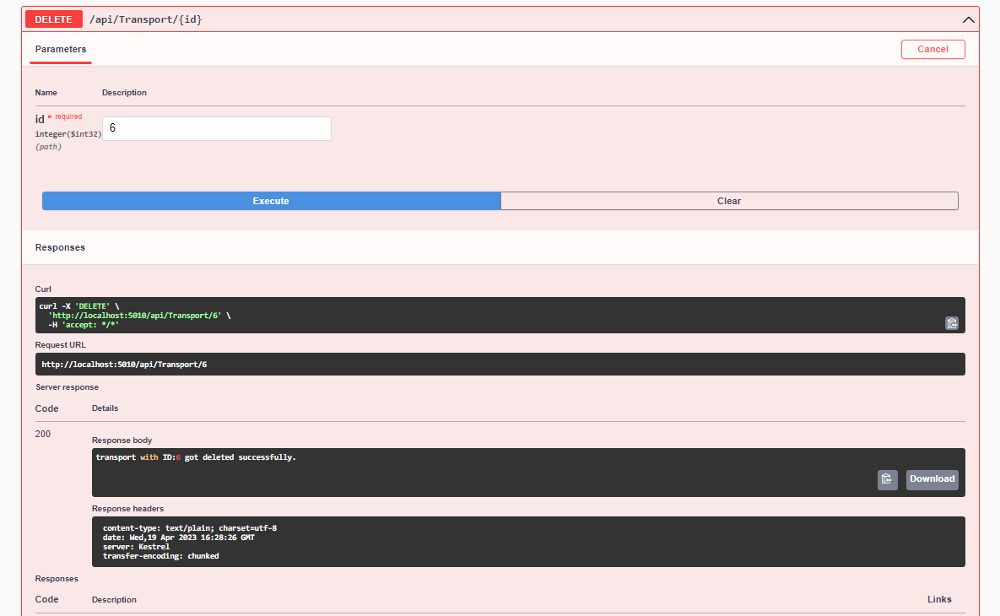 DELETE /api/Transport/{id}
Parameters
Cancel
Name Description
id * required
integer($int32)
(path)
6
Execute Clear
Responses
Curl
curl -X 'DELETE' \
'http://localhost:5010/api/Transport/6' \
-H 'accept: */*'
Request URL
http://localhost:5010/api/Transport/6
Server response
Code Details
200
Response body
transport with ID:6 got deleted successfully.
Download
Response headers
content-type: text/plain; charset=utf-8
date: Wed,19 Apr 2023 16:28:26 GMT
server: Kestrel
transfer-encoding: chunked
Responses
Code Description Links